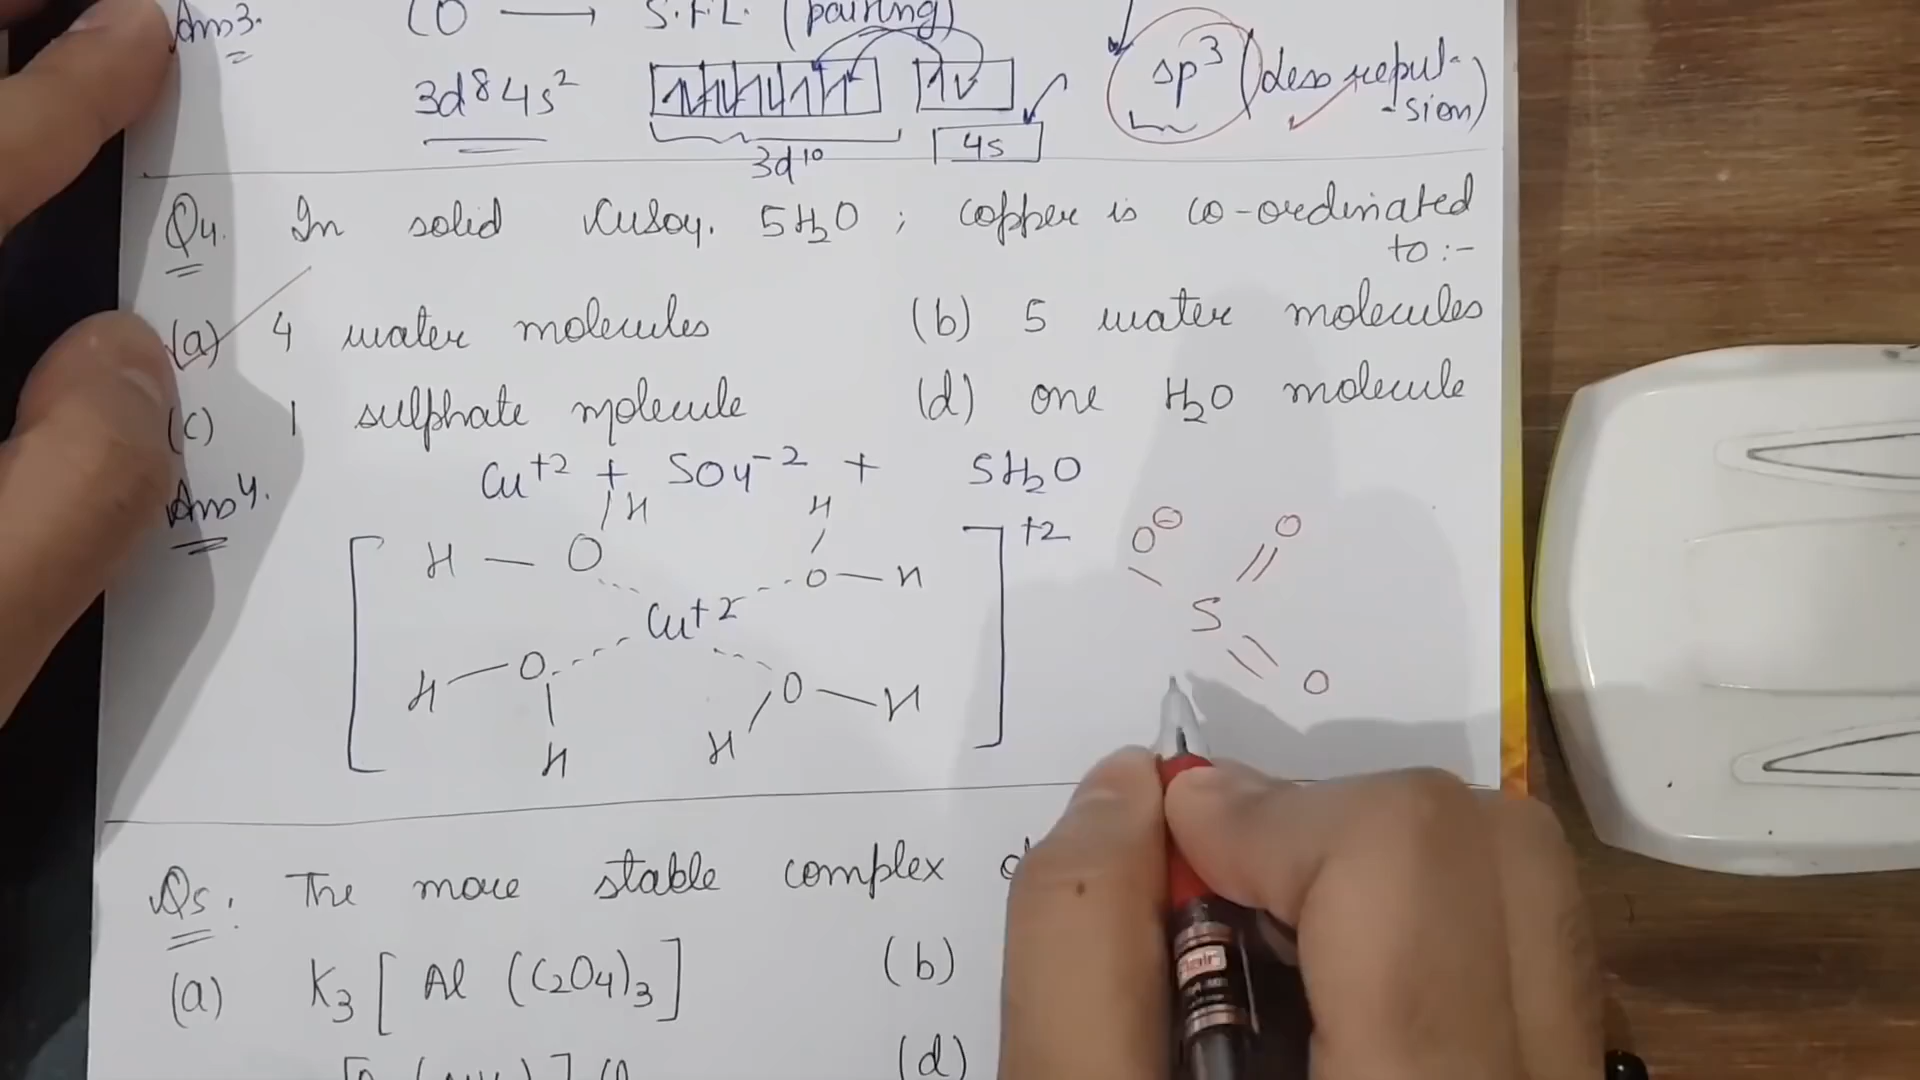 Ans3. CO → S.F.L. (pairing)
3d⁸4s² sp³ (less repul-
-sion)
3d¹⁰ 4s
Q4. In solid CuSO4. 5H2O ; copper is co-ordinated
to :-
(a) 4 water molecules (b) 5 water molecules
(c) 1 sulphate molecule (d) one H2O molecule
Ans4. Cu+2 + SO4-2 + 5H2O
H H +2 O⊖ O
H — O O — H
Cu+2 S
H — O O — H O
H H
Q5. The more stable complex
(a) K3 [ Al (C2O4)3 ] (b)
(d)